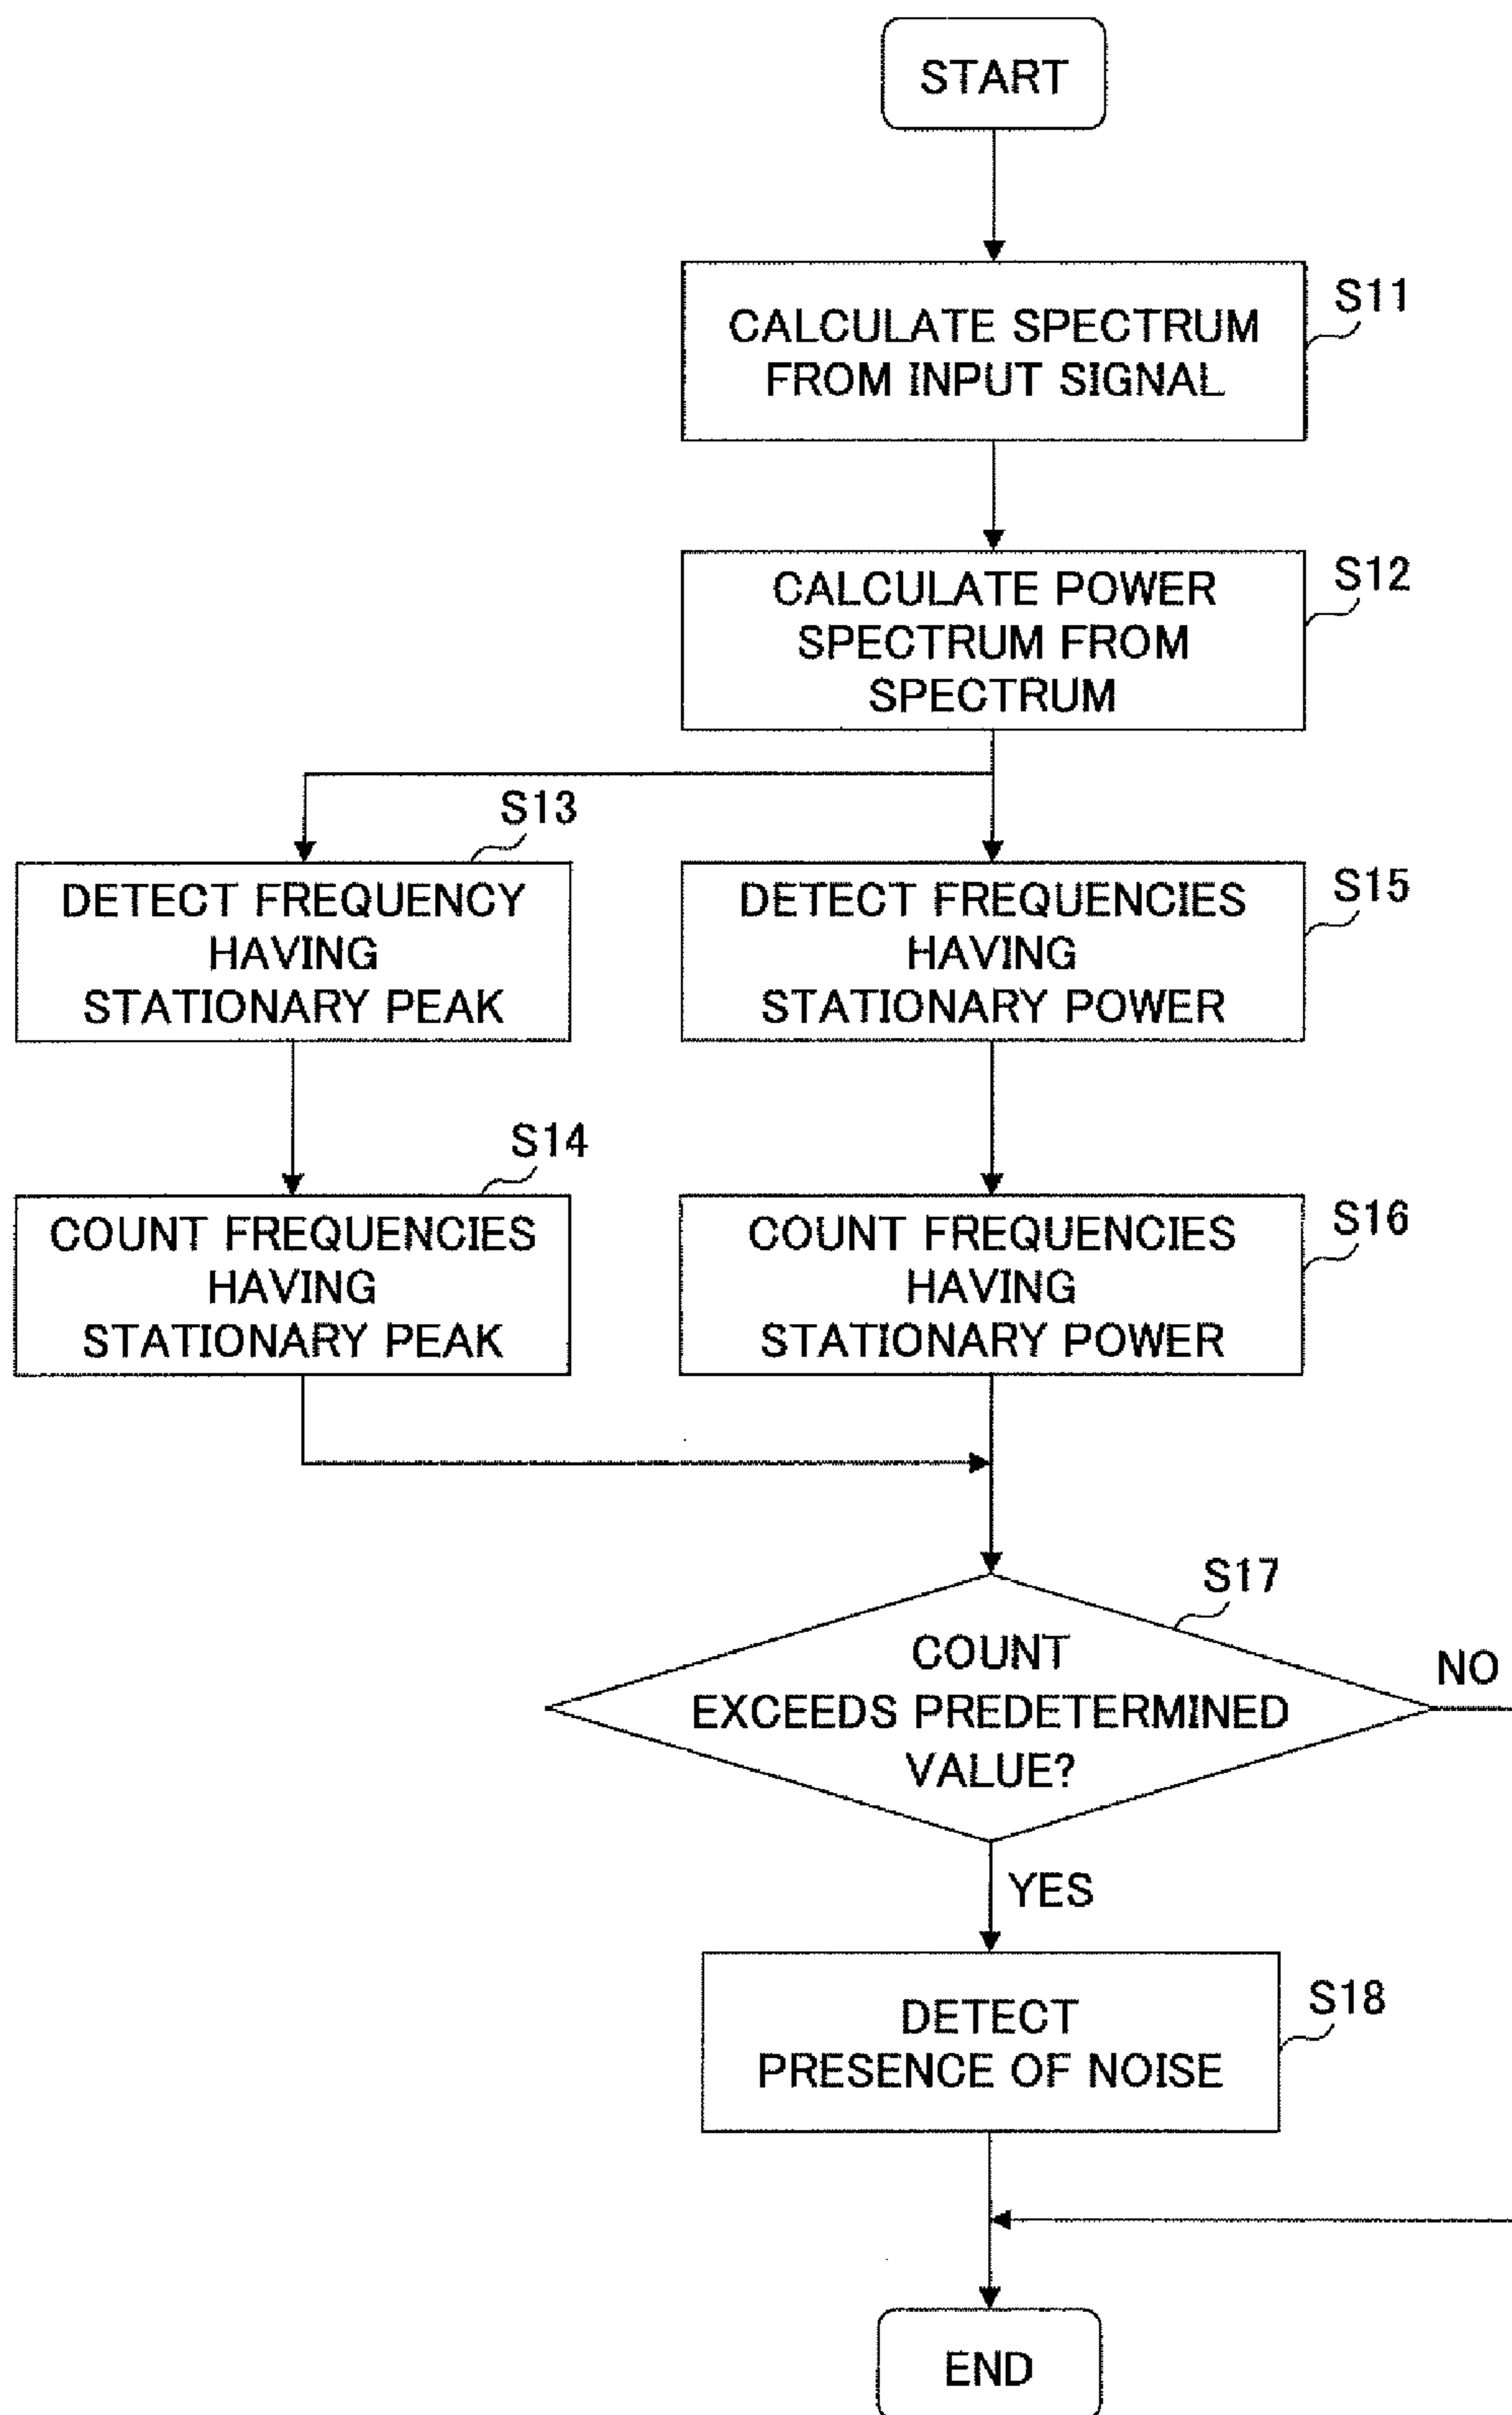 START
S11
CALCULATE SPECTRUM
FROM INPUT SIGNAL
S12
CALCULATE POWER
SPECTRUM FROM
SPECTRUM
S13
DETECT FREQUENCY
HAVING
STATIONARY PEAK
S15
DETECT FREQUENCIES
HAVING
STATIONARY POWER
S14
COUNT FREQUENCIES
HAVING
STATIONARY PEAK
S16
COUNT FREQUENCIES
HAVING
STATIONARY POWER
S17
COUNT
EXCEEDS PREDETERMINED
VALUE?
NO
YES
S18
DETECT
PRESENCE OF NOISE
END